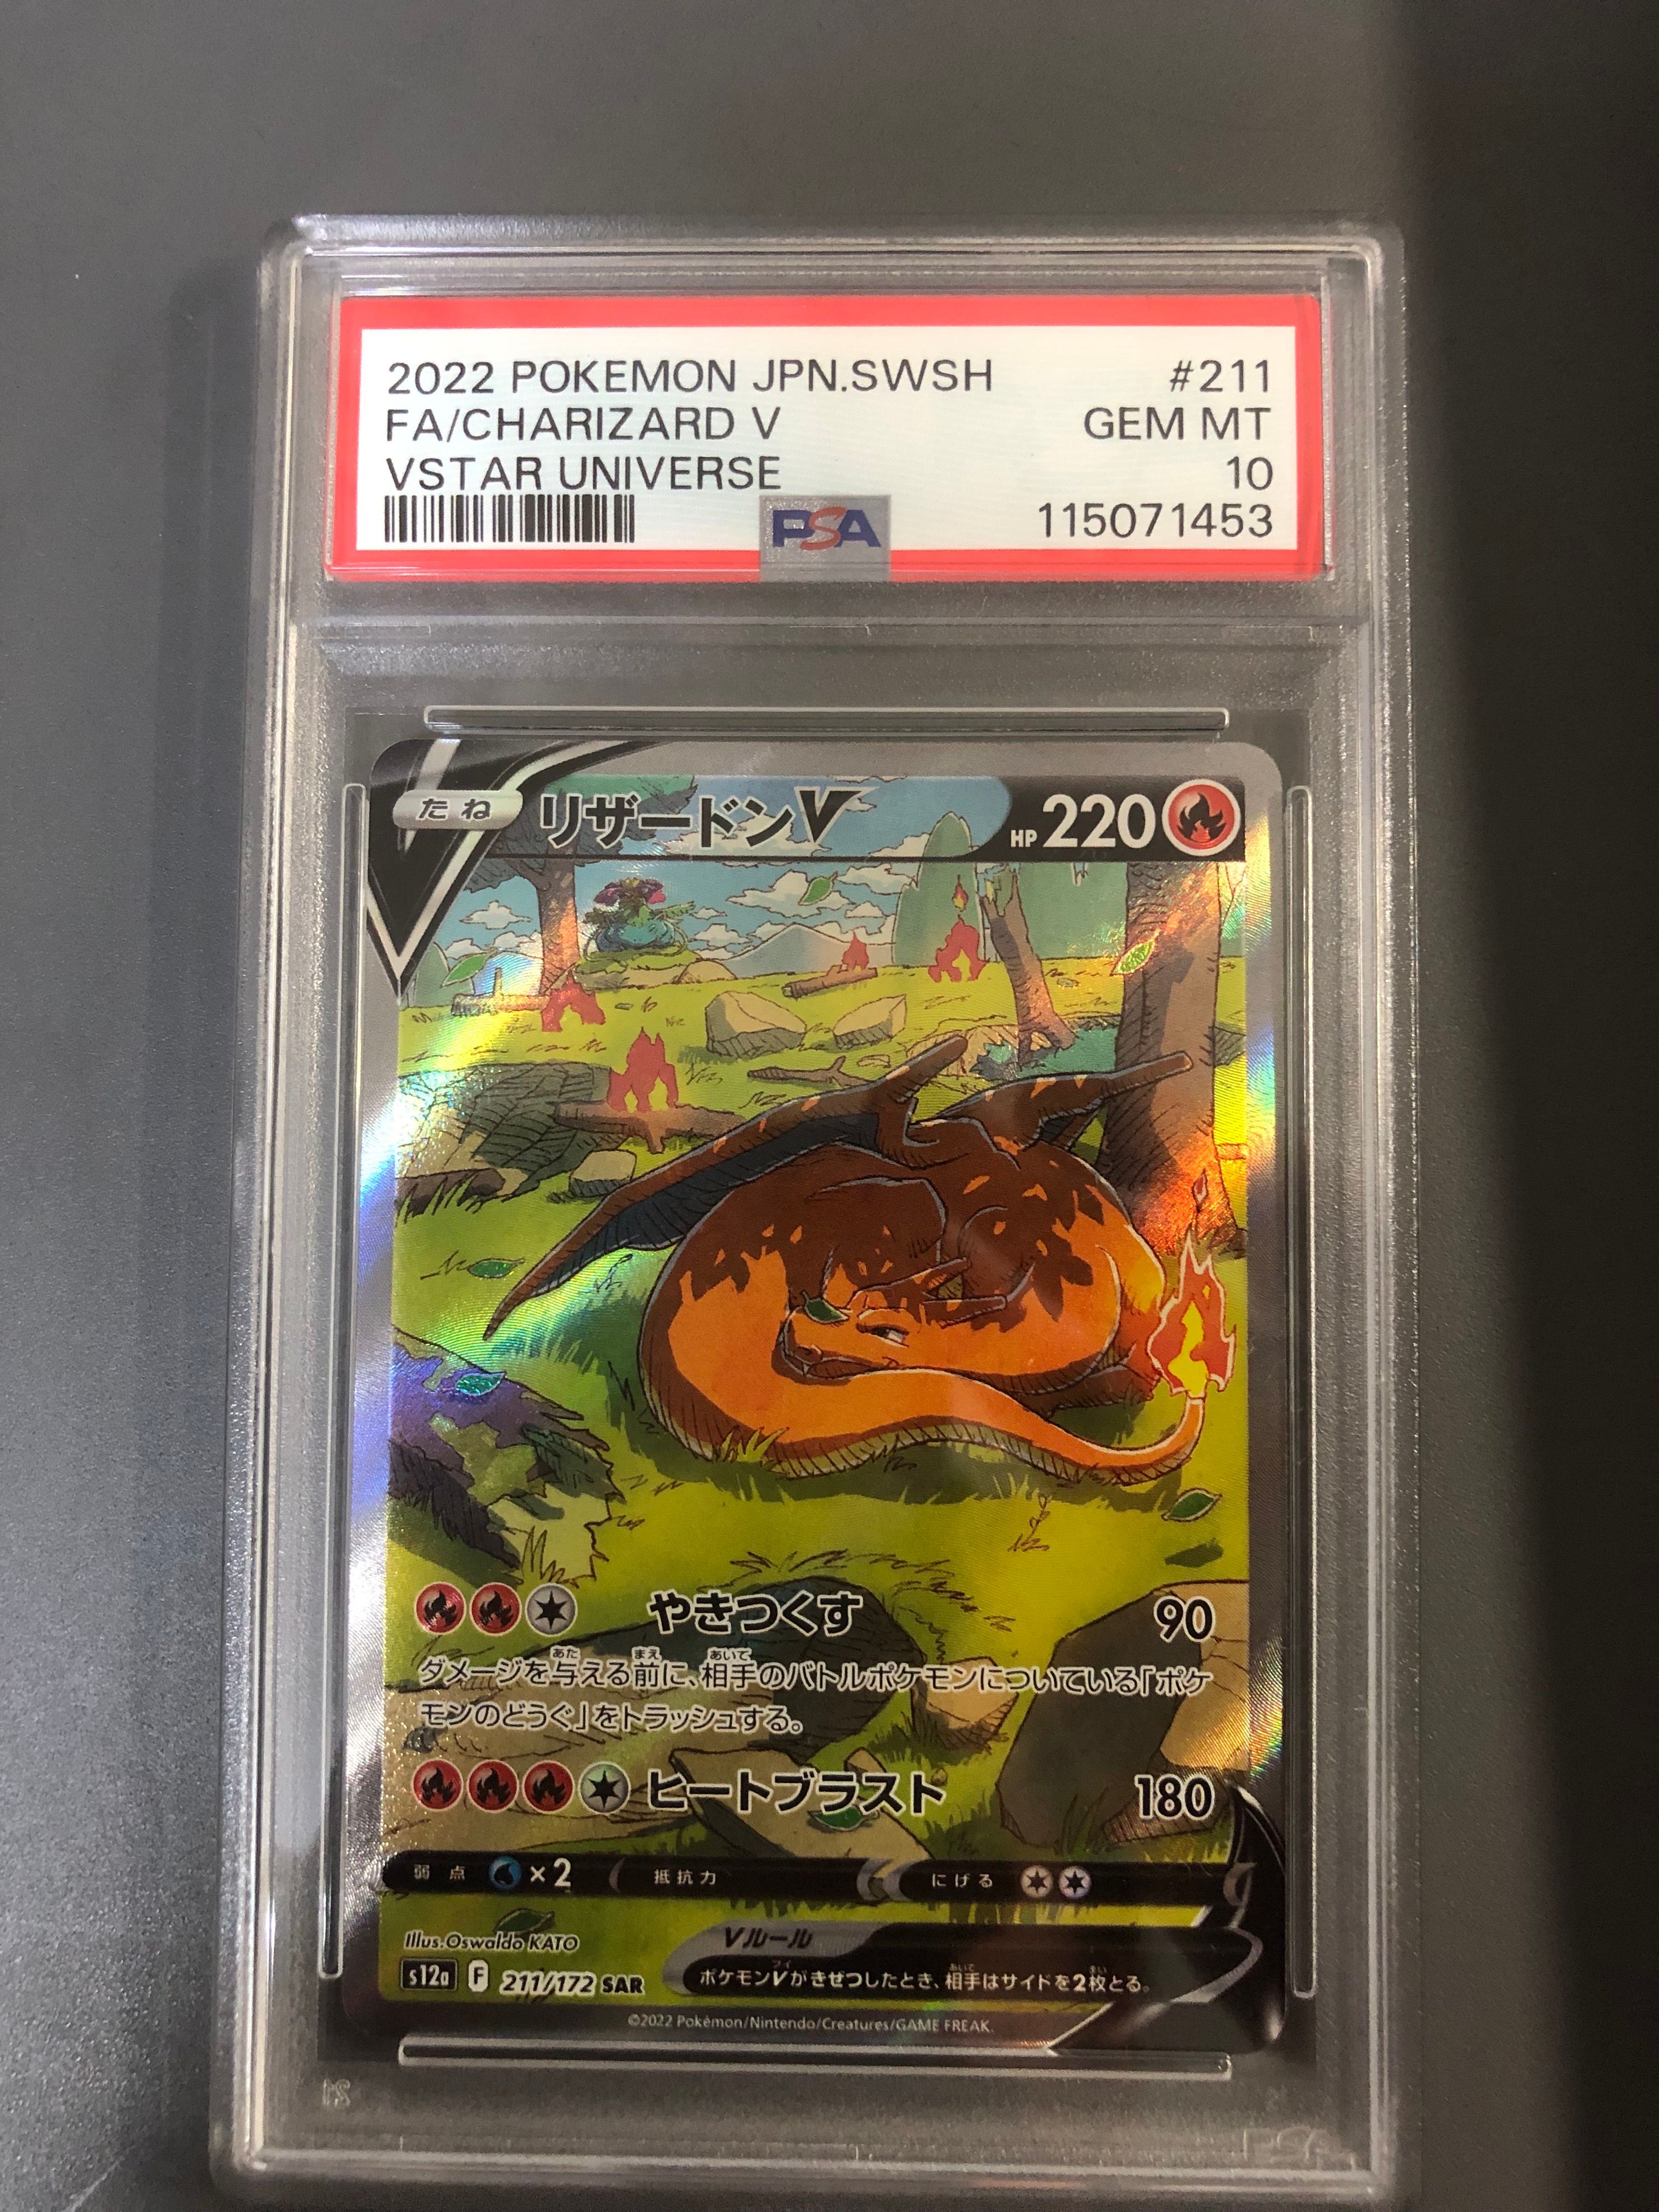 2022 POKEMON JPN.SWSH #211
FA/CHARIZARD V GEM MT
VSTAR UNIVERSE 10
PSA 115071453
たね リザードンV HP 220
やきつくす 90
ダメージを与える前に、相手のバトルポケモンについている「ポケ
モンのどうぐ」をトラッシュする。
ヒートブラスト 180
弱点 ×2 抵抗力 にげる
Illus.Oswaldo KATO
Vルール
s12a F 211/172 SAR
ポケモンVがきぜつしたとき、相手はサイドを2枚とる。
©2022 Pokémon/Nintendo/Creatures/GAME FREAK.